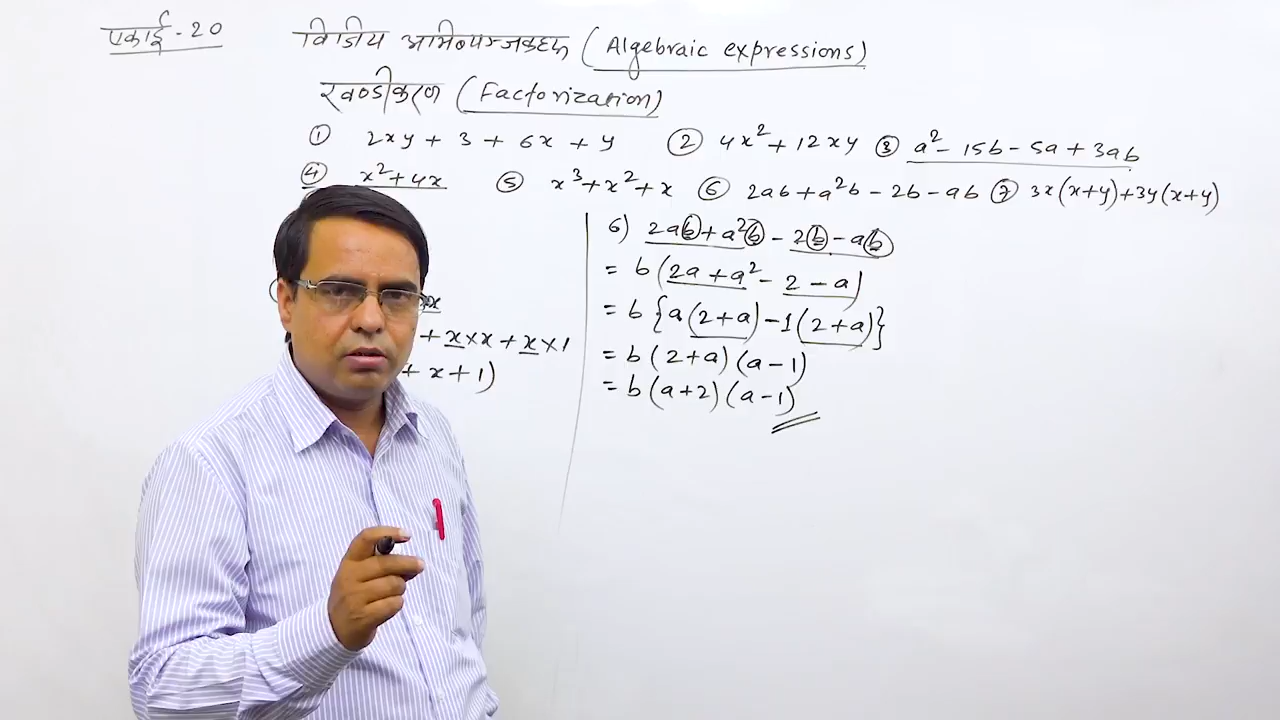 एकाई - 20
विजिय अभिव्यञ्जकहरू (Algebraic expressions)
खण्डीकरण (Factorization)
① 2xy + 3 + 6x + y ② 4x² + 12xy ③ a² - 15b - 5a + 3ab
④ x² + 4x ⑤ x³ + x² + x ⑥ 2ab + a²b - 2b - ab ⑦ 3x(x+y)+3y(x+y)
+ x×x + x×1
+ x + 1)
6) 2ab + a²b - 2b - ab
= b (2a + a² - 2 - a)
= b {a(2+a) - 1(2+a)}
= b (2+a) (a - 1)
= b (a+2) (a-1)